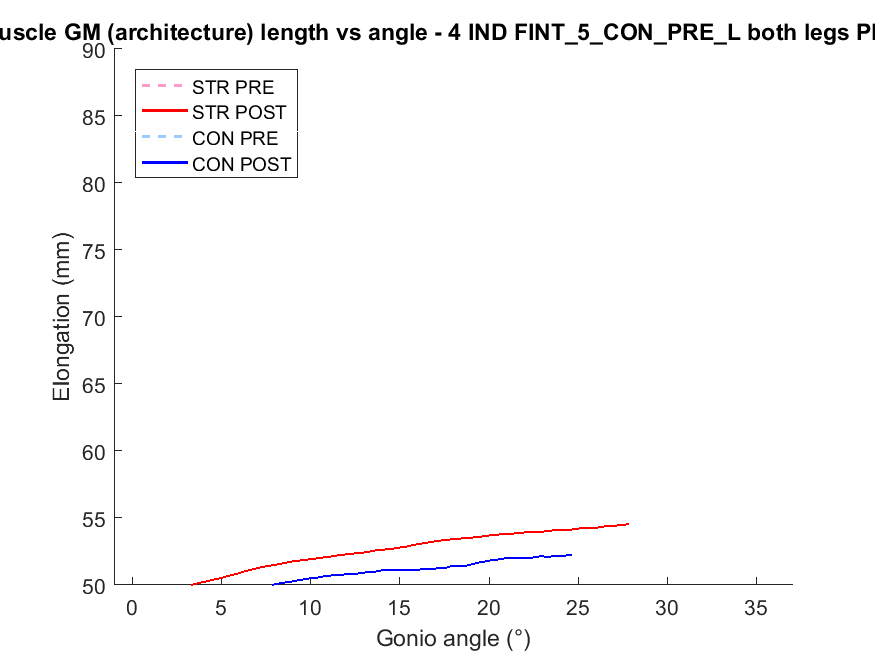 uscle GM (architecture) length vs angle - 4 IND FINT_5_CON_PRE_L both legs P
90
85
80
75
70
65
60
55
50
Elongation (mm)
STR PRE
STR POST
CON PRE
CON POST
0 5 10 15 20 25 30 35
Gonio angle (°)